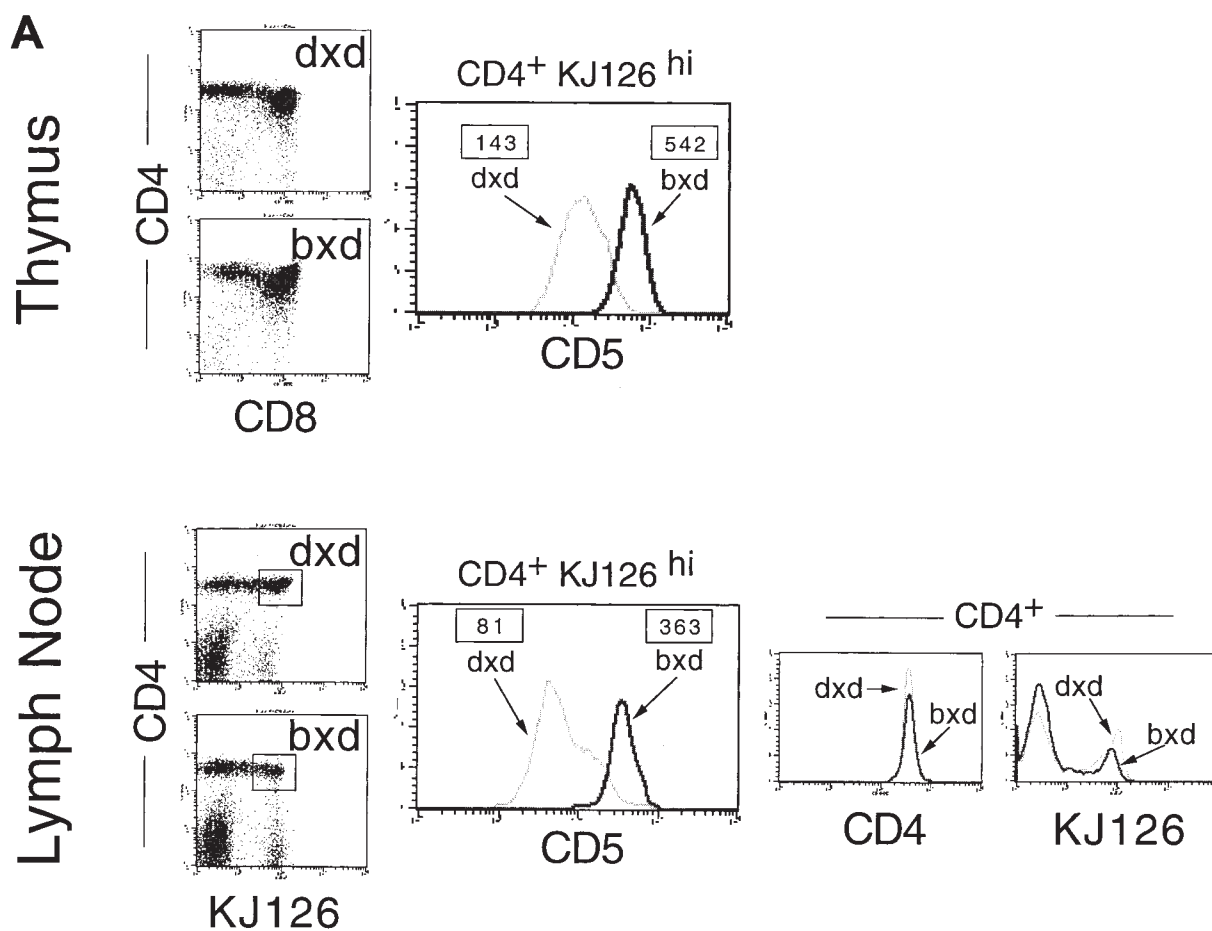 A
Thymus
CD4
dxd
bxd
CD8
CD4+ KJ126 hi
143
dxd
542
bxd
CD5
Lymph Node
CD4
dxd
bxd
KJ126
CD4+ KJ126 hi
81
dxd
363
bxd
CD5
CD4+
dxd
bxd
CD4
dxd
bxd
KJ126